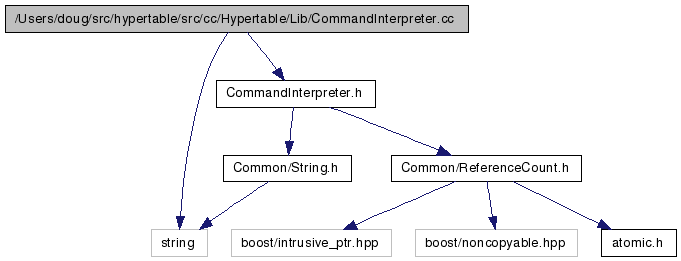 /Users/doug/src/hypertable/src/cc/Hypertable/Lib/CommandInterpreter.cc
CommandInterpreter.h
Common/String.h
Common/ReferenceCount.h
string
boost/intrusive_ptr.hpp
boost/noncopyable.hpp
atomic.h